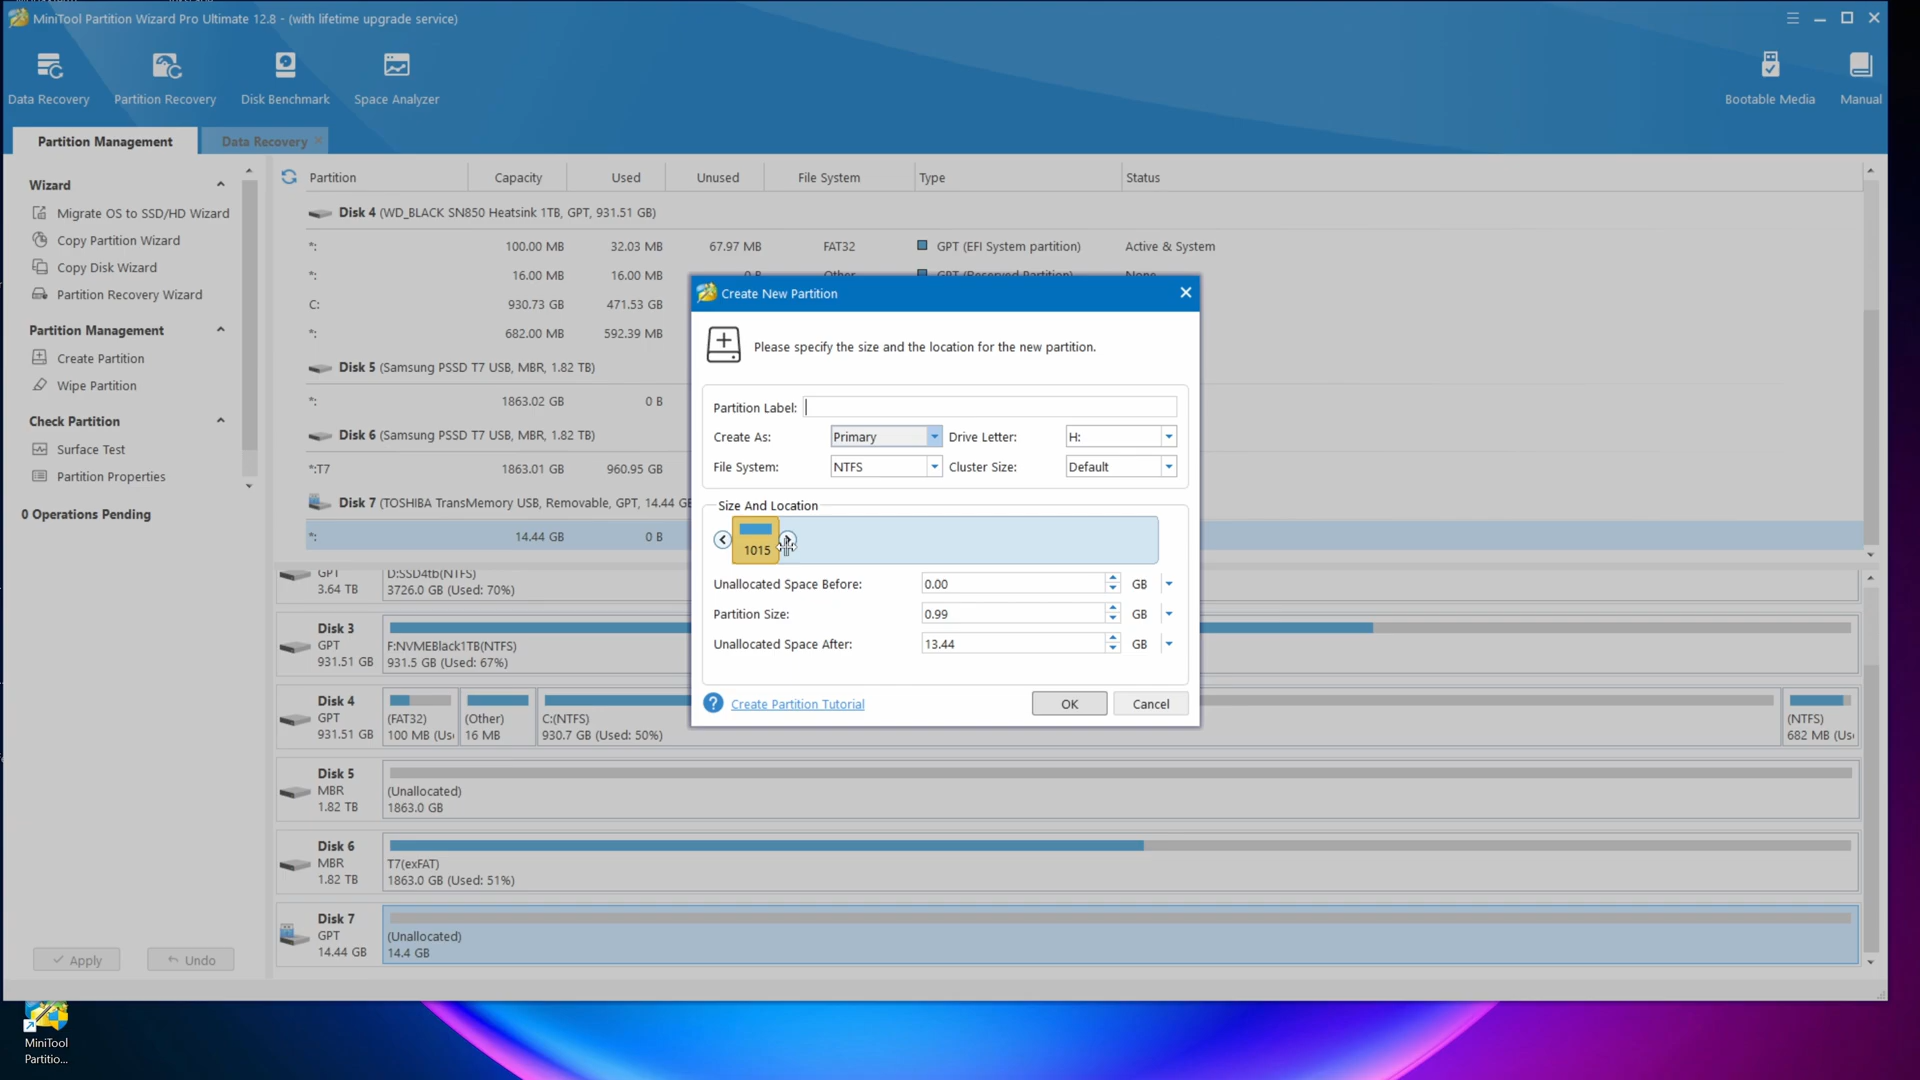 MiniTool Partition Wizard Pro Ultimate 12.8 - (with lifetime upgrade service)
Data Recovery
Partition Recovery
Disk Benchmark
Space Analyzer
Bootable Media
Manual
Partition Management
Data Recovery
Wizard
Migrate OS to SSD/HD Wizard
Copy Partition Wizard
Copy Disk Wizard
Partition Recovery Wizard
Partition Management
Create Partition
Wipe Partition
Check Partition
Surface Test
Partition Properties
0 Operations Pending
Apply
Undo
Partition Capacity Used Unused File System Type Status
Disk 4 (WD_BLACK SN850 Heatsink 1TB, GPT, 931.51 GB)
*: 100.00 MB 32.03 MB 67.97 MB FAT32 GPT (EFI System partition) Active & System
*: 16.00 MB 16.00 MB 0 B Other GPT (Reserved Partition) None
C: 930.73 GB 471.53 GB
*: 682.00 MB 592.39 MB
Disk 5 (Samsung PSSD T7 USB, MBR, 1.82 TB)
*: 1863.02 GB 0 B
Disk 6 (Samsung PSSD T7 USB, MBR, 1.82 TB)
*:T7 1863.01 GB 960.95 GB
Disk 7 (TOSHIBA TransMemory USB, Removable, GPT, 14.44 GB
*: 14.44 GB 0 B
Create New Partition
Please specify the size and the location for the new partition.
Partition Label:
Create As: Primary Drive Letter: H:
File System: NTFS Cluster Size: Default
Size And Location
1015
Unallocated Space Before: 0.00 GB
Partition Size: 0.99 GB
Unallocated Space After: 13.44 GB
Create Partition Tutorial
OK
Cancel
GPT
3.64 TB
D:SSD4tb(NTFS)
3726.0 GB (Used: 70%)
Disk 3
GPT
931.51 GB
F:NVMEBlack1TB(NTFS)
931.5 GB (Used: 67%)
Disk 4
GPT
931.51 GB
(FAT32)
100 MB (Us
(Other)
16 MB
C:(NTFS)
930.7 GB (Used: 50%)
(NTFS)
682 MB (Us
Disk 5
MBR
1.82 TB
(Unallocated)
1863.0 GB
Disk 6
MBR
1.82 TB
T7(exFAT)
1863.0 GB (Used: 51%)
Disk 7
GPT
14.44 GB
(Unallocated)
14.4 GB
MiniTool
Partitio...